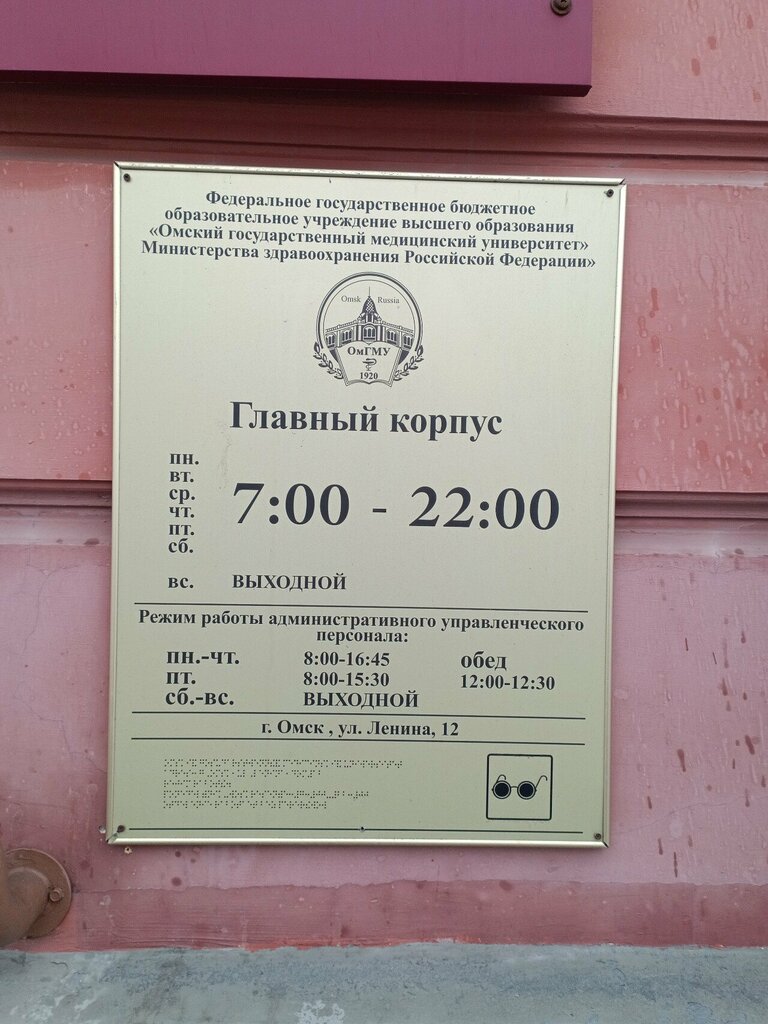 Федеральное государственное бюджетное
образовательное учреждение высшего образования
«Омский государственный медицинский университет»
Министерства здравоохранения Российской Федерации»
Omsk Russia
ОмГМУ
1920
Главный корпус
пн.
вт.
ср.
чт.
пт.
сб.
7:00 - 22:00
вс. ВЫХОДНОЙ
Режим работы административного управленческого
персонала:
пн.-чт. 8:00-16:45 обед
пт. 8:00-15:30 12:00-12:30
сб.-вс. ВЫХОДНОЙ
г. Омск , ул. Ленина, 12